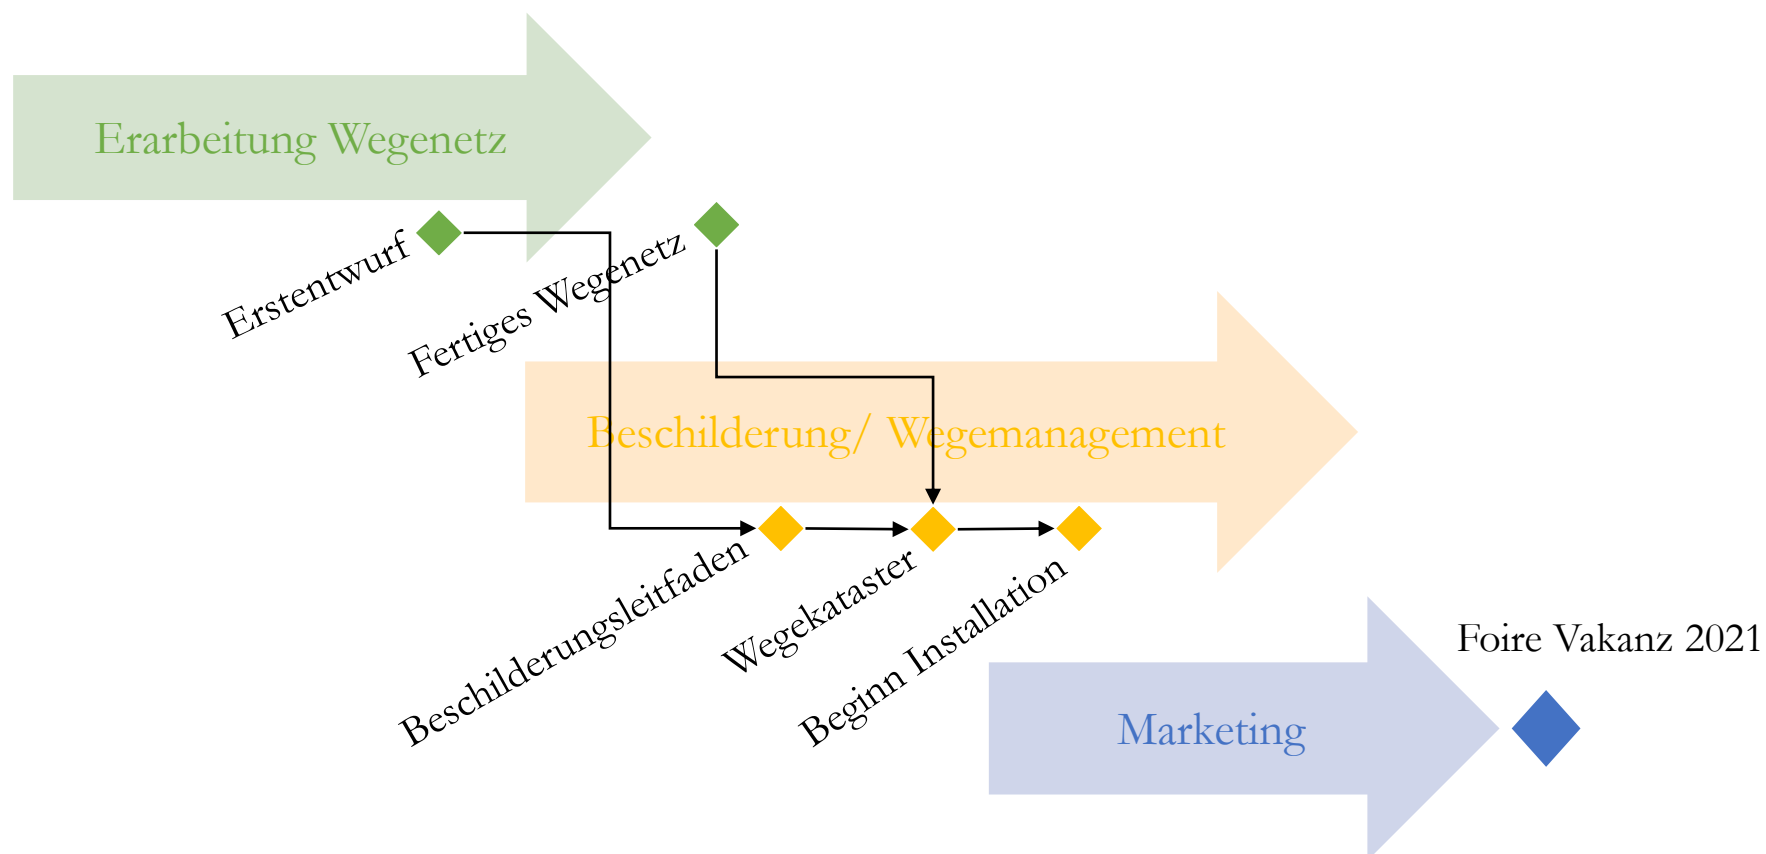 Erarbeitung Wegenetz
Erstentwurf
Fertiges Wegenetz
Beschilderung/ Wegemanagement
Beschilderungsleitfaden
Wegekataster
Beginn Installation
Foire Vakanz 2021
Marketing